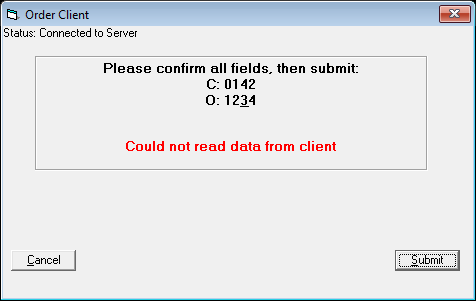 Order Client
Status: Connected to Server
Please confirm all fields, then submit:
C: 0142
O: 1234
Could not read data from client
Cancel
Submit